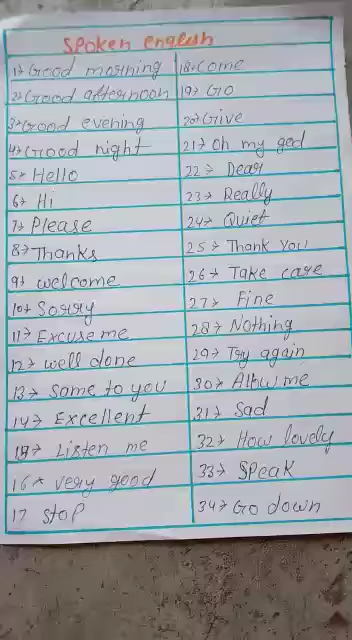 Spoken english
1→ Good morning
2→ Good afternoon
3→ Good evening
4→ Good night
5→ Hello
6→ Hi
7→ Please
8→ Thanks
9→ welcome
10→ Sorry
11→ Excuse me
12→ well done
13→ Same to you
14→ Excellent
15→ Listen me
16→ very good
17 Stop
18→ Come
19→ Go
20→ Give
21→ Oh my god
22→ Dear
23→ Really
24→ Quiet
25→ Thank you
26→ Take care
27→ Fine
28→ Nothing
29→ Try again
30→ Allow me
31→ Sad
32→ How lovely
33→ Speak
34→ Go down